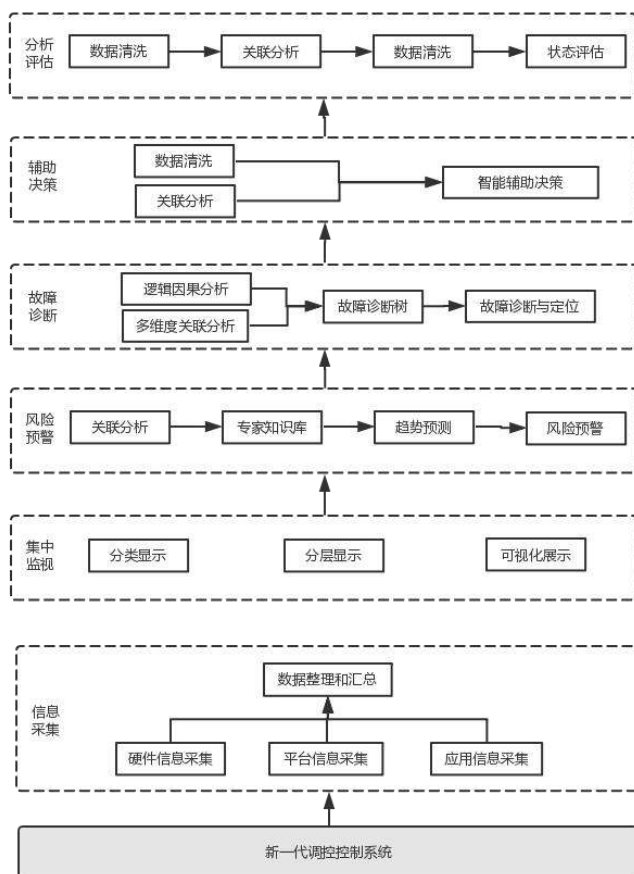 分析
评估
数据清洗
关联分析
数据清洗
状态评估
辅助
决策
数据清洗
关联分析
智能辅助决策
故障
诊断
逻辑因果分析
多维度关联分析
故障诊断树
故障诊断与定位
风险
预警
关联分析
专家知识库
趋势预测
风险预警
集中
监视
分类显示
分层显示
可视化展示
信息
采集
数据整理和汇总
硬件信息采集
平台信息采集
应用信息采集
新一代调控控制系统